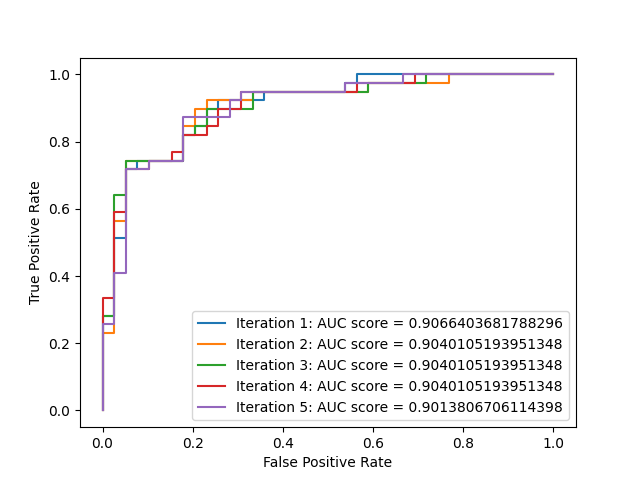 1.0
0.8
0.6
0.4
0.2
0.0
True Positive Rate
Iteration 1: AUC score = 0.9066403681788296
Iteration 2: AUC score = 0.9040105193951348
Iteration 3: AUC score = 0.9040105193951348
Iteration 4: AUC score = 0.9040105193951348
Iteration 5: AUC score = 0.9013806706114398
0.0 0.2 0.4 0.6 0.8 1.0
False Positive Rate